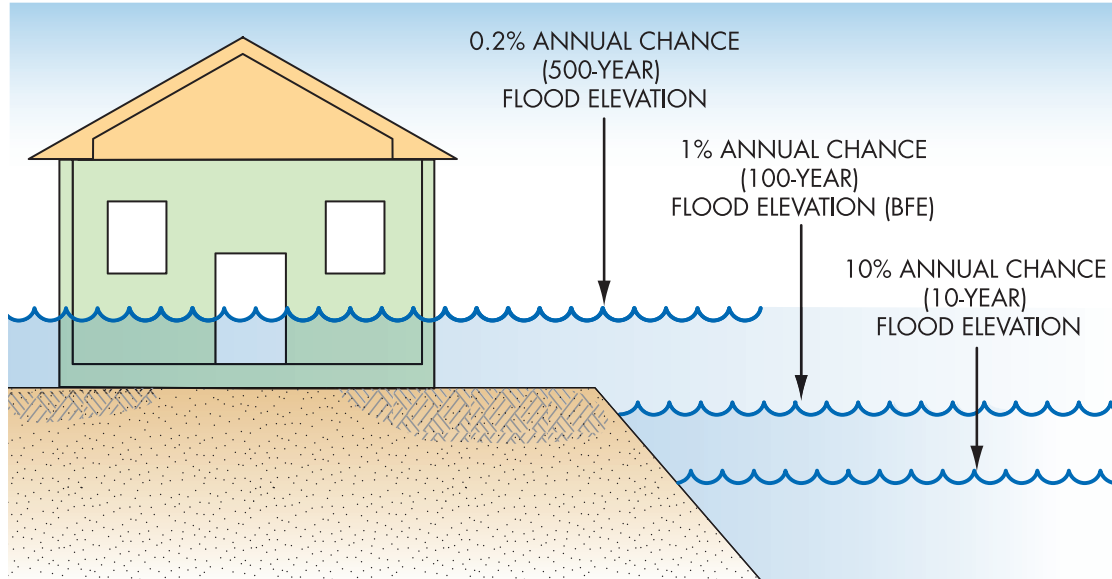 0.2% ANNUAL CHANCE
(500-YEAR)
FLOOD ELEVATION
1% ANNUAL CHANCE
(100-YEAR)
FLOOD ELEVATION (BFE)
10% ANNUAL CHANCE
(10-YEAR)
FLOOD ELEVATION